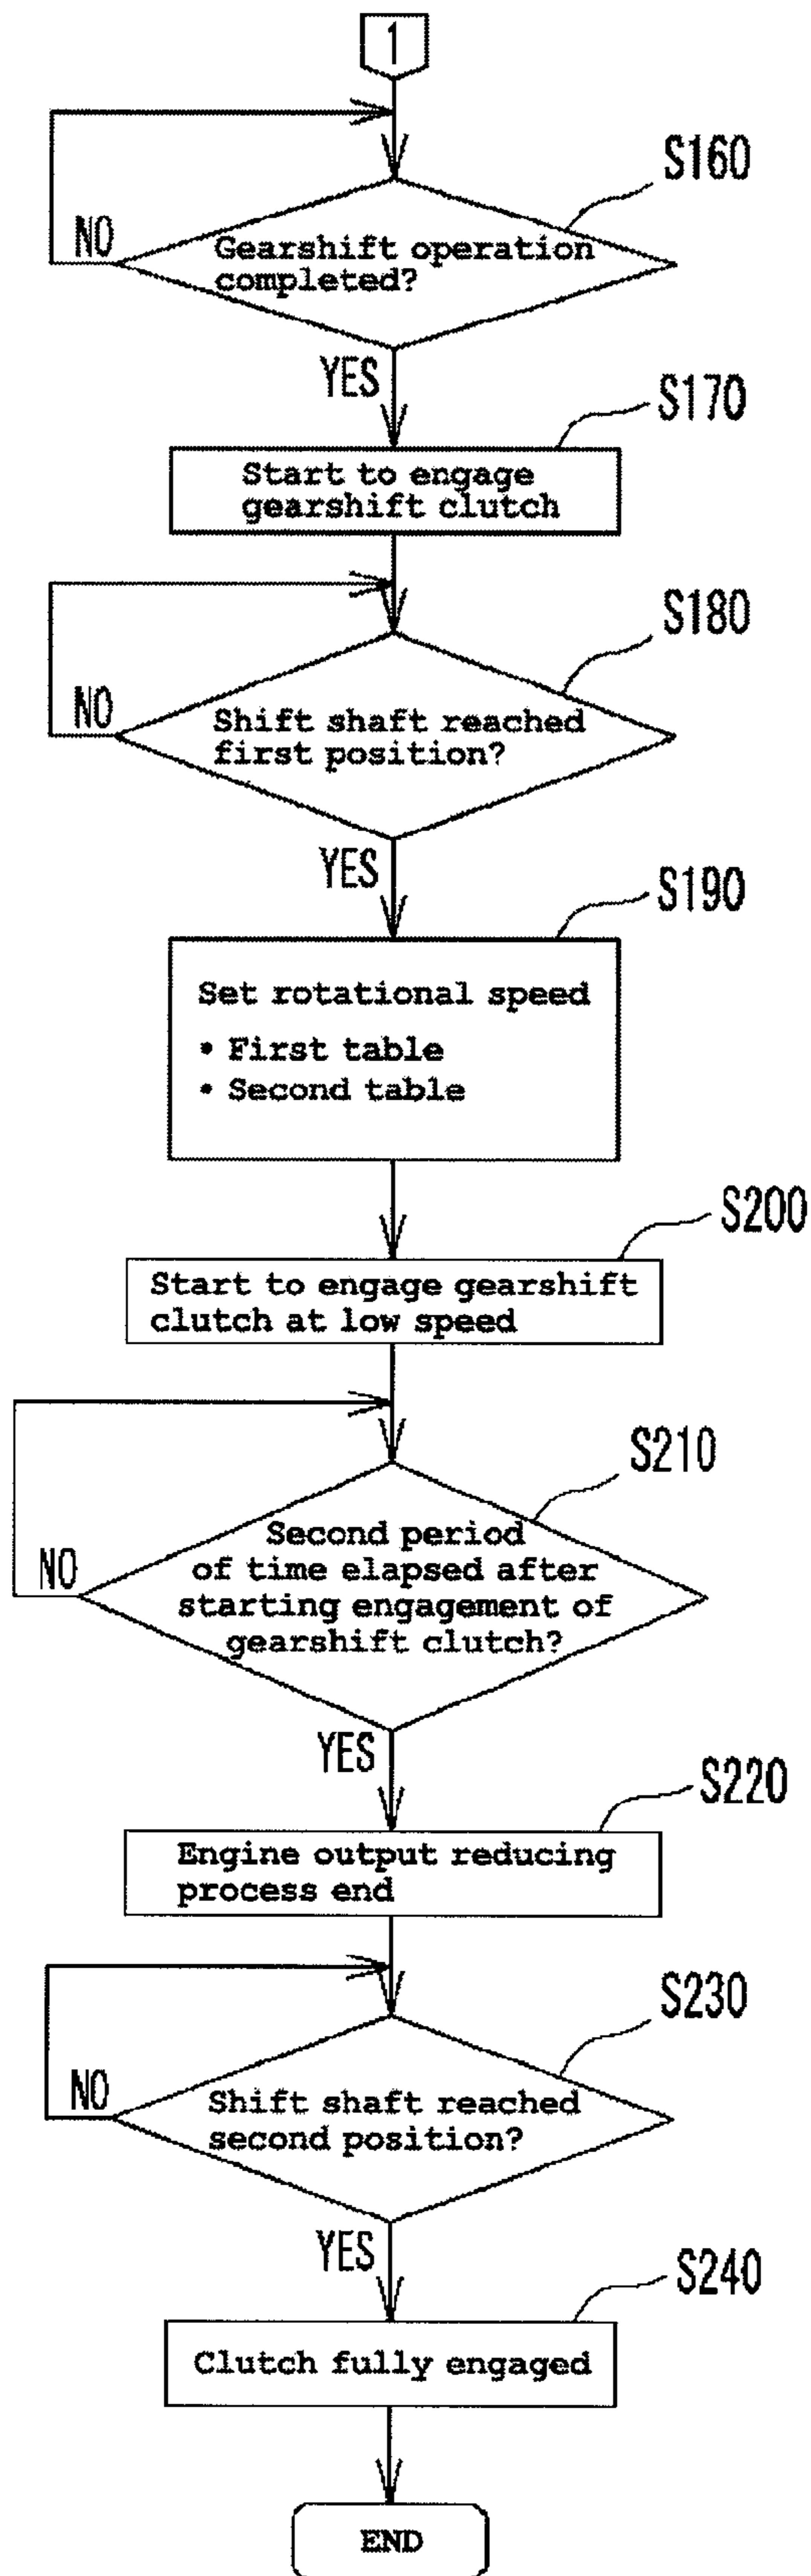 1
S160
NO
Gearshift operation
completed?
YES
S170
Start to engage
gearshift clutch
S180
NO
Shift shaft reached
first position?
YES
S190
Set rotational speed
• First table
• Second table
S200
Start to engage gearshift
clutch at low speed
S210
NO
Second period
of time elapsed after
starting engagement of
gearshift clutch?
YES
S220
Engine output reducing
process end
S230
NO
Shift shaft reached
second position?
YES
S240
Clutch fully engaged
END